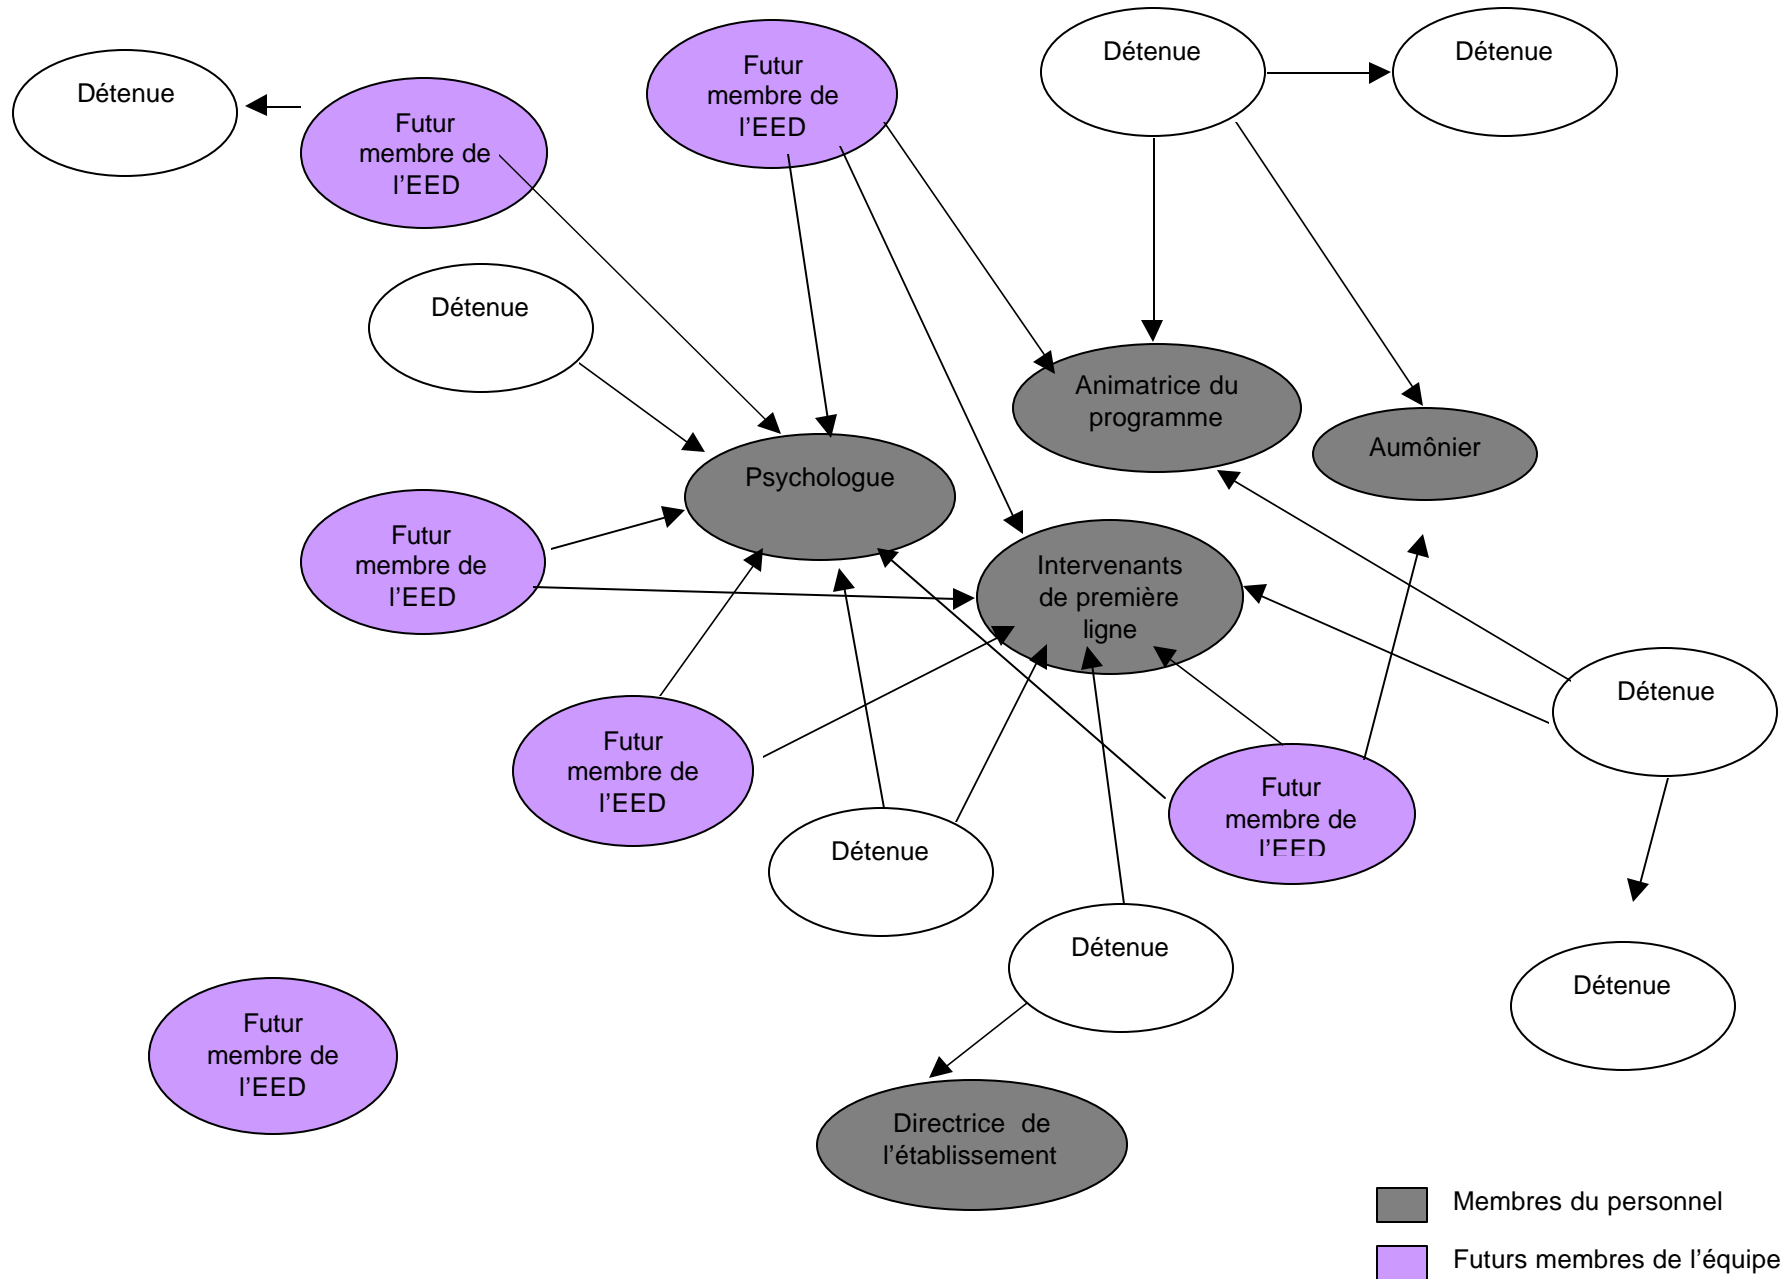 Détenue
Futur
membre de
l'EED
Futur
membre de
l'EED
Détenue
Détenue
Détenue
Animatrice du
programme
Aumônier
Psychologue
Futur
membre de
l'EED
Intervenants
de première
ligne
Détenue
Futur
membre de
l'EED
Futur
membre de
l'EED
Détenue
Détenue
Détenue
Futur
membre de
l'EED
Directrice de
l'établissement
Membres du personnel
Futurs membres de l'équipe